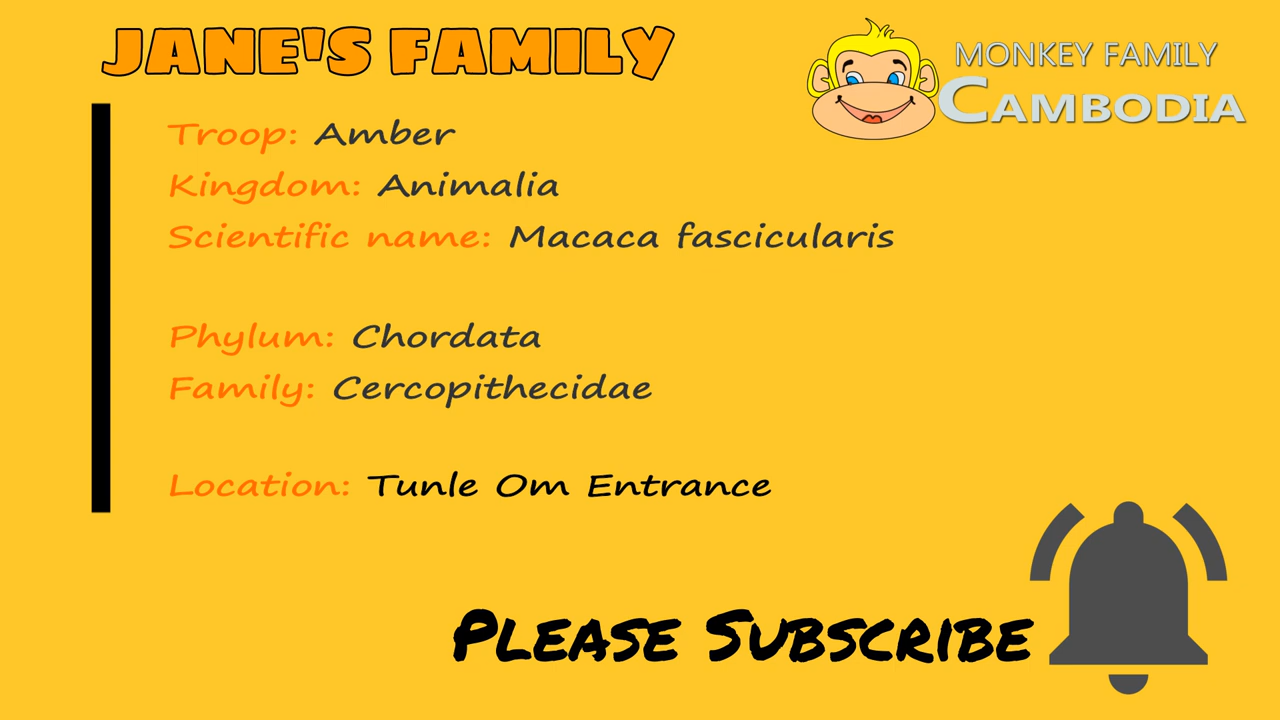 JANE'S FAMILY
MONKEY FAMILY
CAMBODIA
Troop: Amber
Kingdom: Animalia
Scientific name: Macaca fascicularis
Phylum: Chordata
Family: Cercopithecidae
Location: Tunle Om Entrance
PLEASE SUBSCRIBE